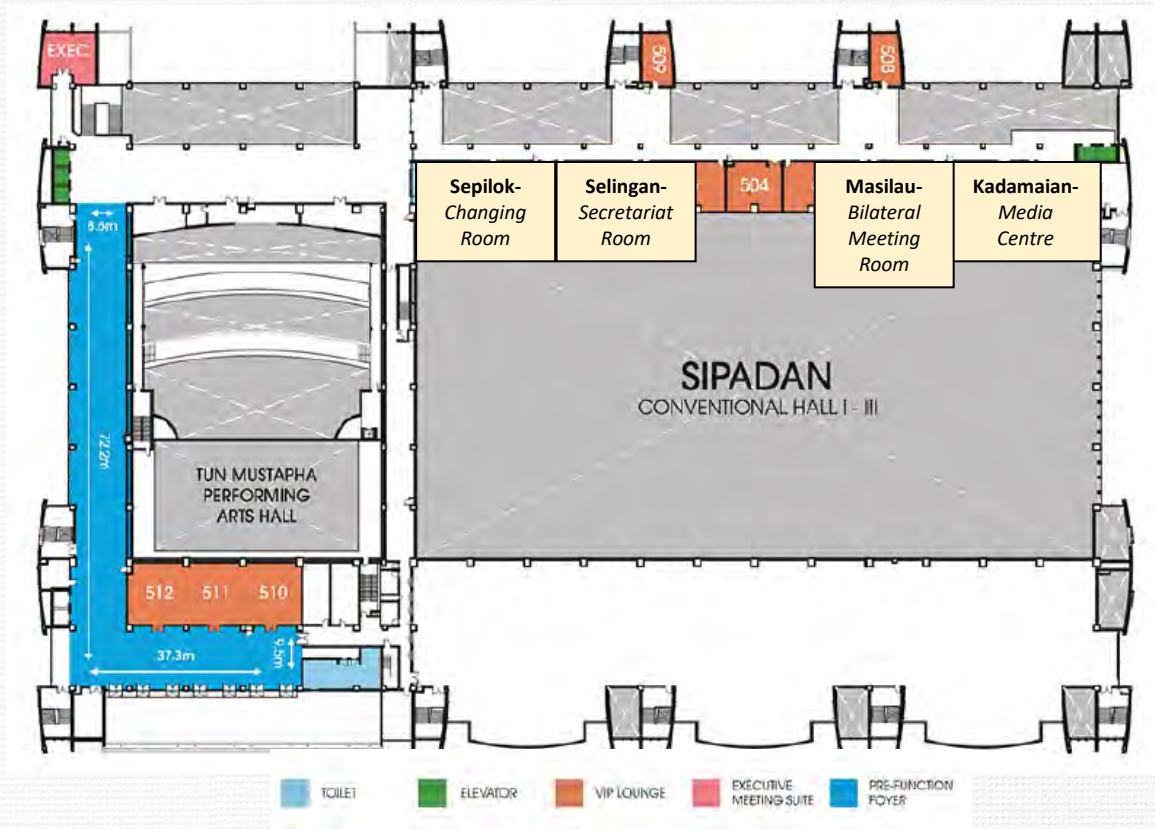 EXEC
509
508
Sepilok-
Changing
Room
Selingan-
Secretariat
Room
504
Masilau-
Bilateral
Meeting
Room
Kadamaian-
Media
Centre
72.2m
SIPADAN
CONVENTIONAL HALL I - III
TUN MUSTAPHA
PERFORMING
ARTS HALL
512
511
510
37.3m
9.5m
TOILET
ELEVATOR
VIP LOUNGE
EXECUTIVE
MEETING SUITE
PRE-FUNCTION
FOYER